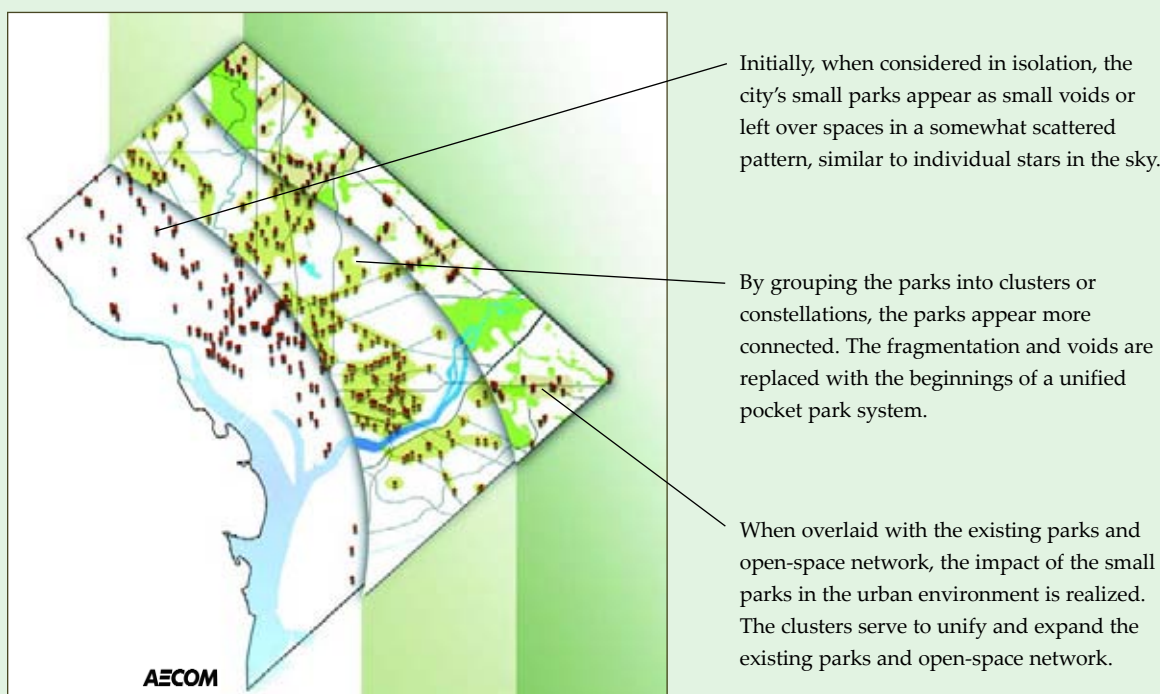 Initially, when considered in isolation, the
city's small parks appear as small voids or
left over spaces in a somewhat scattered
pattern, similar to individual stars in the sky.
By grouping the parks into clusters or
constellations, the parks appear more
connected. The fragmentation and voids are
replaced with the beginnings of a unified
pocket park system.
When overlaid with the existing parks and
open-space network, the impact of the small
parks in the urban environment is realized.
The clusters serve to unify and expand the
existing parks and open-space network.
AECOM